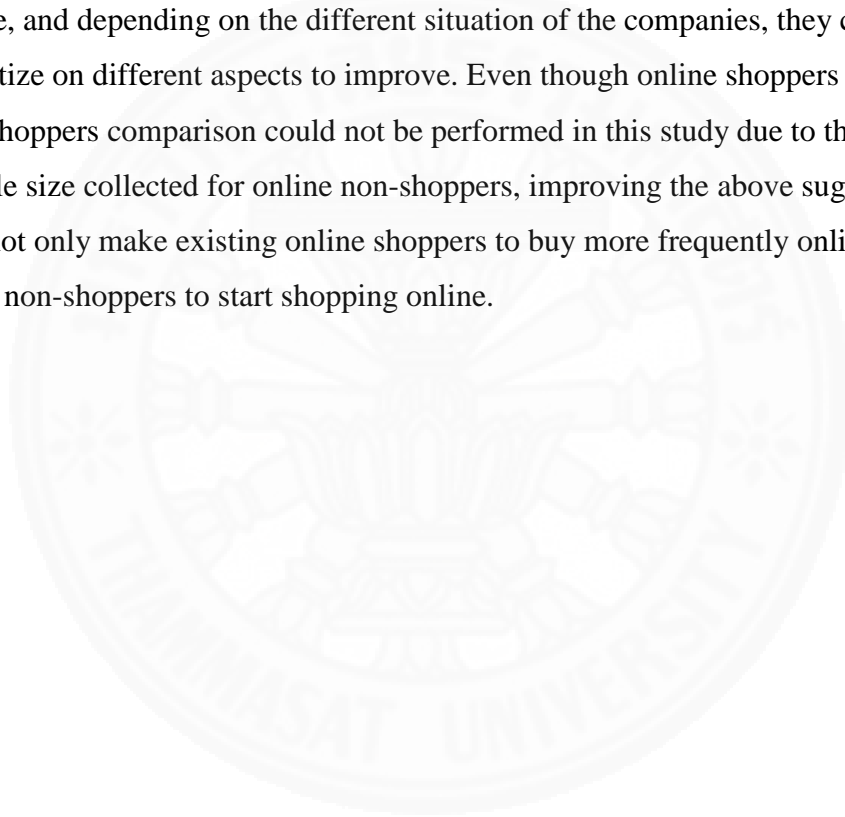 e, and depending on the different situation of the companies, they c
tize on different aspects to improve. Even though online shoppers
hoppers comparison could not be performed in this study due to th
le size collected for online non-shoppers, improving the above sug
not only make existing online shoppers to buy more frequently onli
non-shoppers to start shopping online.
THAMMASAT UNIVERSITY